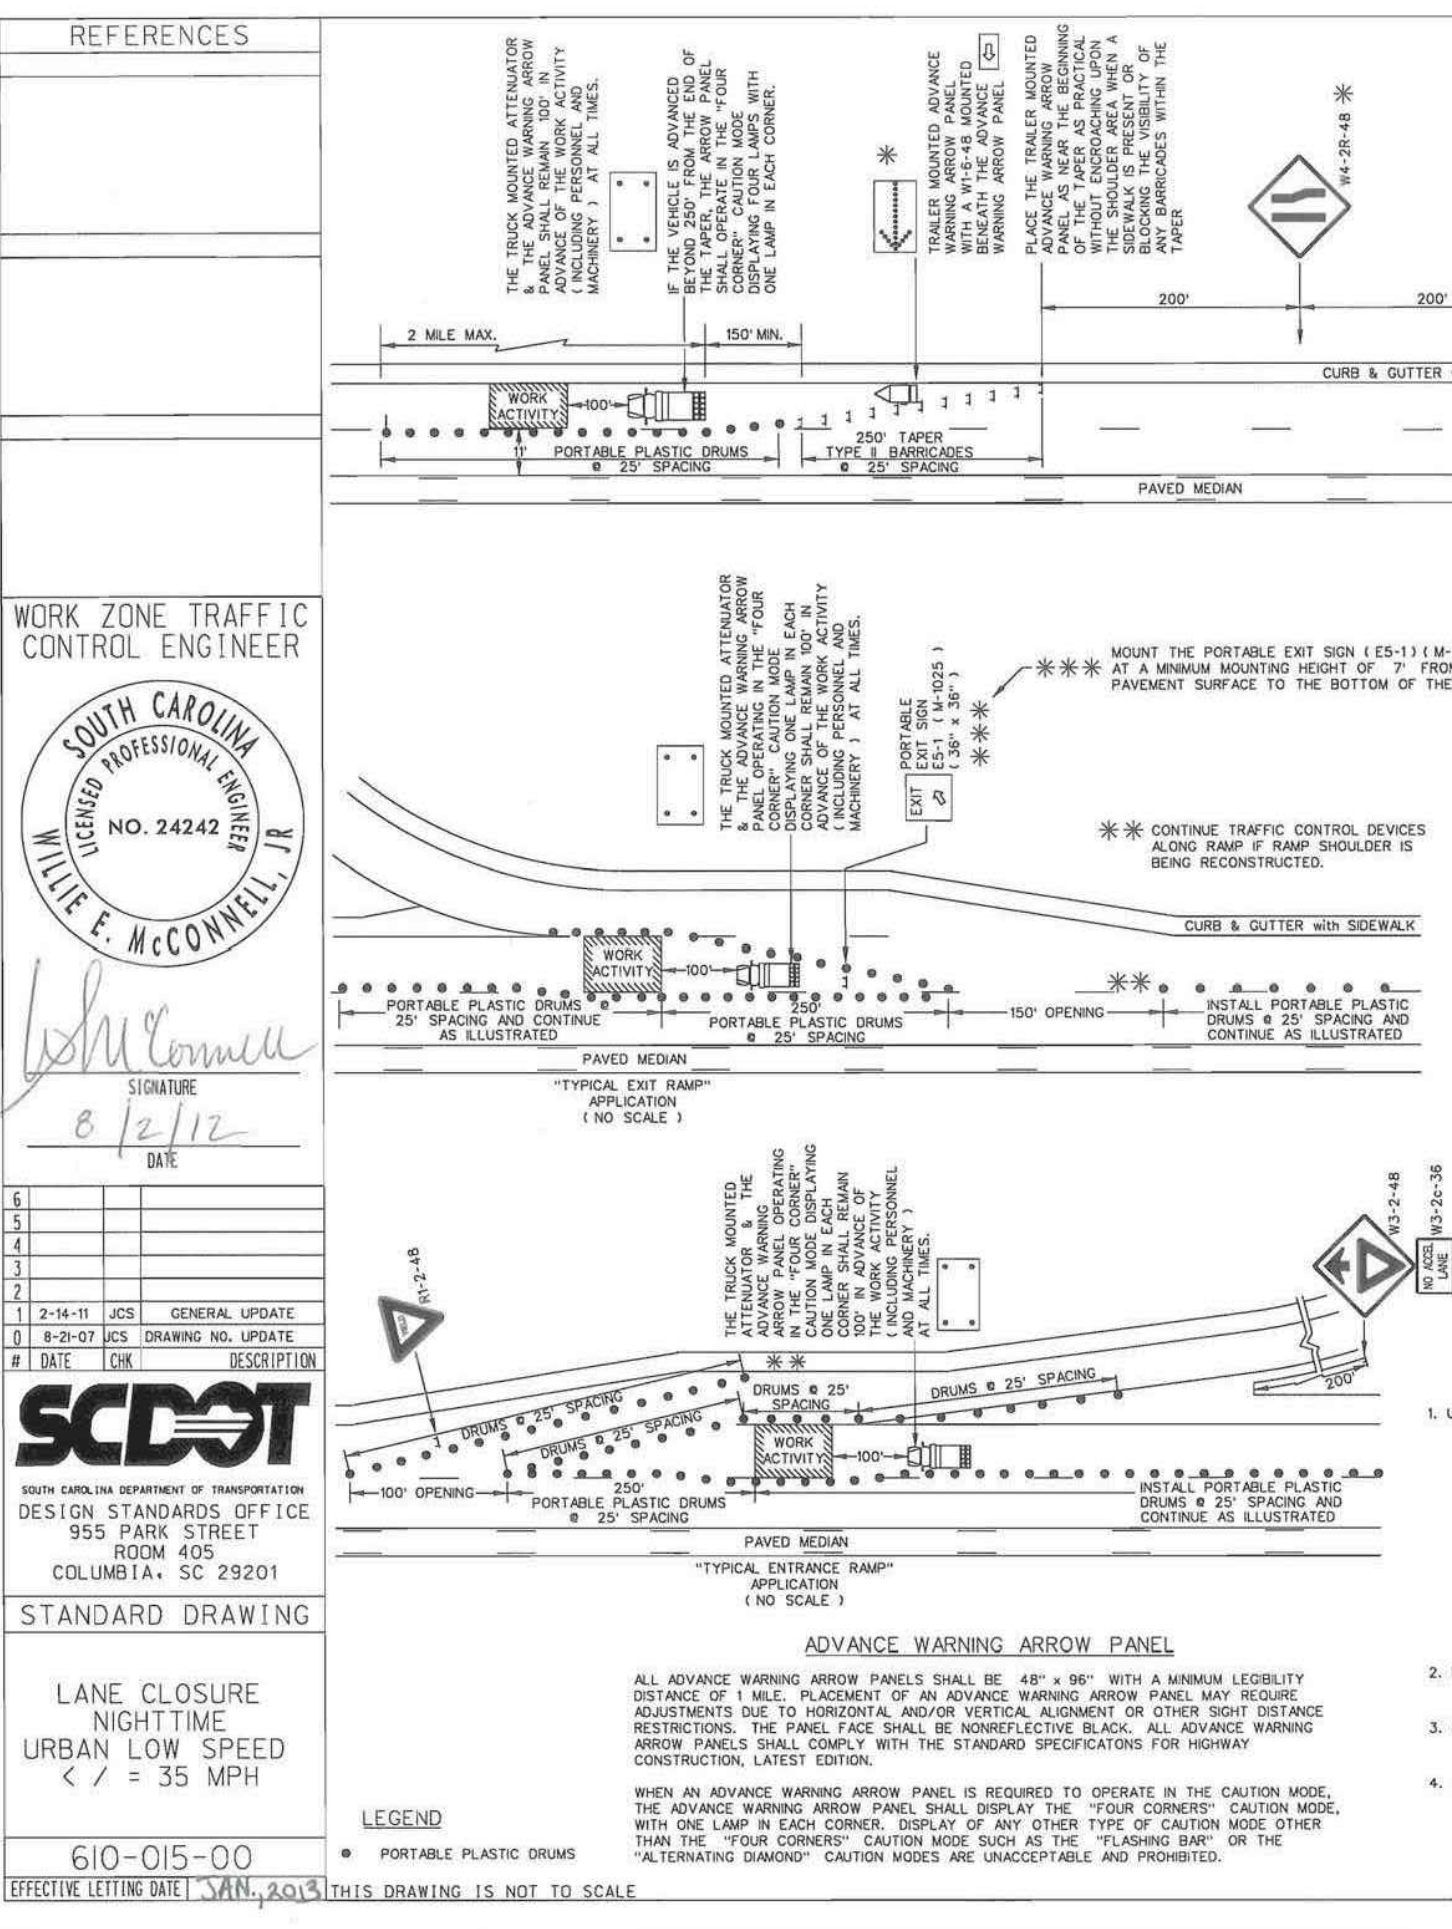 REFERENCES
WORK ZONE TRAFFIC
CONTROL ENGINEER
SOUTH CAROLINA
LICENSED PROFESSIONAL ENGINEER
NO. 24242
WILLIE E. McCONNELL, JR
SIGNATURE
8/2/12
DATE
6
5
4
3
2
1 2-14-11 JCS GENERAL UPDATE
0 8-21-07 JCS DRAWING NO. UPDATE
# DATE CHK DESCRIPTION
SCDOT
SOUTH CAROLINA DEPARTMENT OF TRANSPORTATION
DESIGN STANDARDS OFFICE
955 PARK STREET
ROOM 405
COLUMBIA, SC 29201
STANDARD DRAWING
LANE CLOSURE
NIGHTTIME
URBAN LOW SPEED
< / = 35 MPH
610-015-00
EFFECTIVE LETTING DATE JAN., 2013
THE TRUCK MOUNTED ATTENUATOR
& THE ADVANCE WARNING ARROW
PANEL SHALL REMAIN 100' IN
ADVANCE OF THE WORK ACTIVITY
( INCLUDING PERSONNEL AND
MACHINERY ) AT ALL TIMES.
IF THE VEHICLE IS ADVANCED
BEYOND 250' FROM THE END OF
THE TAPER, THE ARROW PANEL
SHALL OPERATE IN THE "FOUR
CORNER" CAUTION MODE
DISPLAYING FOUR LAMPS WITH
ONE LAMP IN EACH CORNER.
*
TRAILER MOUNTED ADVANCE
WARNING ARROW PANEL
WITH A W1-6-48 MOUNTED
BENEATH THE ADVANCE
WARNING ARROW PANEL
PLACE THE TRAILER MOUNTED
ADVANCE WARNING ARROW
PANEL AS NEAR THE BEGINNING
OF THE TAPER AS PRACTICAL
WITHOUT ENCROACHING UPON
THE SHOULDER AREA WHEN A
SIDEWALK IS PRESENT OR
BLOCKING THE VISIBILITY OF
ANY BARRICADES WITHIN THE
TAPER
W4-2R-48 *
200'
200'
2 MILE MAX.
150' MIN.
CURB & GUTTER
WORK
ACTIVITY
100'
11'
PORTABLE PLASTIC DRUMS
@ 25' SPACING
250' TAPER
TYPE II BARRICADES
@ 25' SPACING
PAVED MEDIAN
THE TRUCK MOUNTED ATTENUATOR
& THE ADVANCE WARNING ARROW
PANEL OPERATING IN THE "FOUR
CORNER" CAUTION MODE
DISPLAYING ONE LAMP IN EACH
CORNER SHALL REMAIN 100' IN
ADVANCE OF THE WORK ACTIVITY
( INCLUDING PERSONNEL AND
MACHINERY ) AT ALL TIMES.
PORTABLE
EXIT SIGN
E5-1 ( M-1025 )
( 36" x 36" )
***
EXIT
*** MOUNT THE PORTABLE EXIT SIGN ( E5-1 ) ( M-
AT A MINIMUM MOUNTING HEIGHT OF 7' FRO
PAVEMENT SURFACE TO THE BOTTOM OF THE
** CONTINUE TRAFFIC CONTROL DEVICES
ALONG RAMP IF RAMP SHOULDER IS
BEING RECONSTRUCTED.
CURB & GUTTER with SIDEWALK
WORK
ACTIVITY
100'
**
PORTABLE PLASTIC DRUMS @
25' SPACING AND CONTINUE
AS ILLUSTRATED
250'
PORTABLE PLASTIC DRUMS
@ 25' SPACING
150' OPENING
INSTALL PORTABLE PLASTIC
DRUMS @ 25' SPACING AND
CONTINUE AS ILLUSTRATED
PAVED MEDIAN
"TYPICAL EXIT RAMP"
APPLICATION
( NO SCALE )
THE TRUCK MOUNTED
ATTENUATOR & THE
ADVANCE WARNING
ARROW PANEL OPERATING
IN THE "FOUR CORNER"
CAUTION MODE DISPLAYING
ONE LAMP IN EACH
CORNER SHALL REMAIN
100' IN ADVANCE OF
THE WORK ACTIVITY
( INCLUDING PERSONNEL
AND MACHINERY )
AT ALL TIMES.
R1-2-48
W3-2-48
NO ACCEL
LANE
W3-2c-36
**
DRUMS @ 25' SPACING
DRUMS @ 25' SPACING
DRUMS @ 25'
SPACING
DRUMS @ 25' SPACING
200'
WORK
ACTIVITY
100'
100' OPENING
250'
PORTABLE PLASTIC DRUMS
@ 25' SPACING
INSTALL PORTABLE PLASTIC
DRUMS @ 25' SPACING AND
CONTINUE AS ILLUSTRATED
PAVED MEDIAN
"TYPICAL ENTRANCE RAMP"
APPLICATION
( NO SCALE )
1.
ADVANCE WARNING ARROW PANEL
ALL ADVANCE WARNING ARROW PANELS SHALL BE 48" x 96" WITH A MINIMUM LEGIBILITY
DISTANCE OF 1 MILE. PLACEMENT OF AN ADVANCE WARNING ARROW PANEL MAY REQUIRE
ADJUSTMENTS DUE TO HORIZONTAL AND/OR VERTICAL ALIGNMENT OR OTHER SIGHT DISTANCE
RESTRICTIONS. THE PANEL FACE SHALL BE NONREFLECTIVE BLACK. ALL ADVANCE WARNING
ARROW PANELS SHALL COMPLY WITH THE STANDARD SPECIFICATONS FOR HIGHWAY
CONSTRUCTION, LATEST EDITION.
WHEN AN ADVANCE WARNING ARROW PANEL IS REQUIRED TO OPERATE IN THE CAUTION MODE,
THE ADVANCE WARNING ARROW PANEL SHALL DISPLAY THE "FOUR CORNERS" CAUTION MODE,
WITH ONE LAMP IN EACH CORNER. DISPLAY OF ANY OTHER TYPE OF CAUTION MODE OTHER
THAN THE "FOUR CORNERS" CAUTION MODE SUCH AS THE "FLASHING BAR" OR THE
"ALTERNATING DIAMOND" CAUTION MODES ARE UNACCEPTABLE AND PROHIBITED.
2.
3.
4.
LEGEND
PORTABLE PLASTIC DRUMS
THIS DRAWING IS NOT TO SCALE